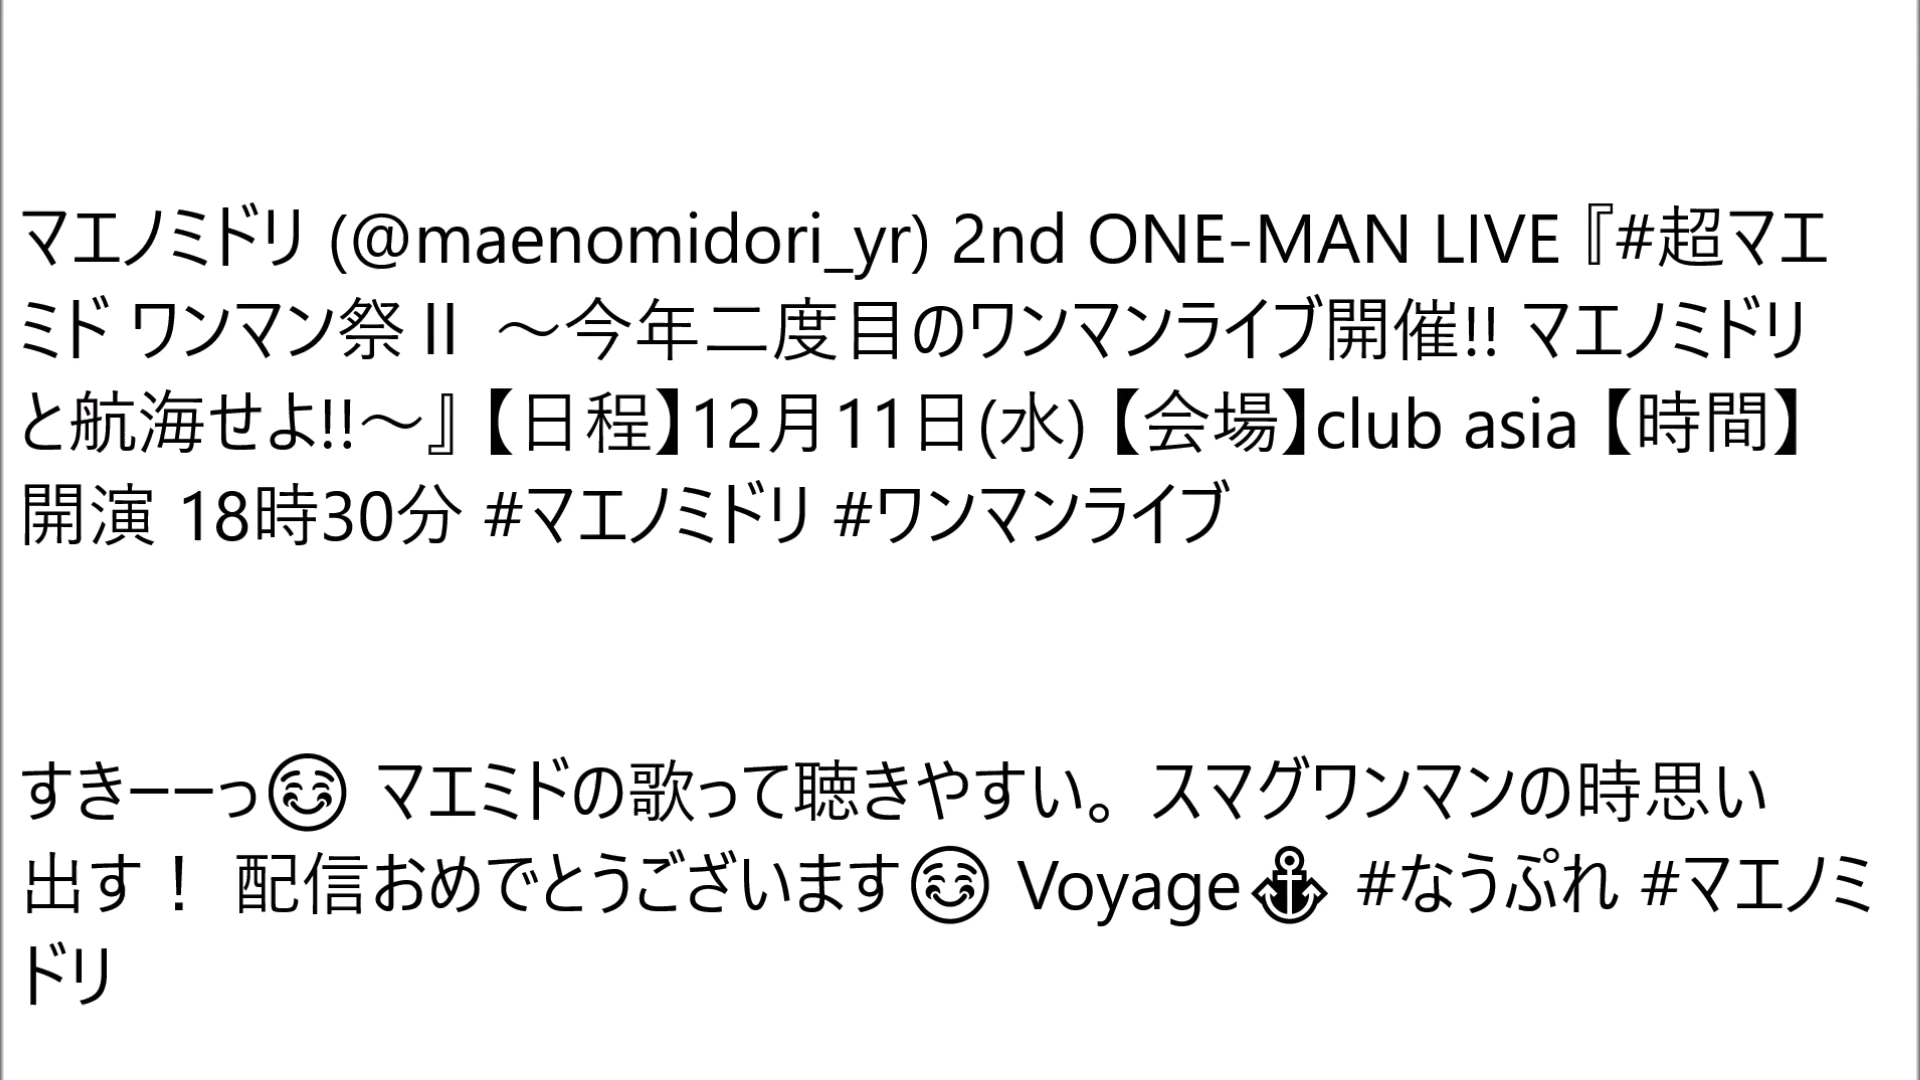 マエノミドリ (@maenomidori_yr) 2nd ONE-MAN LIVE『#超マエ
ミド ワンマン祭Ⅱ ～今年二度目のワンマンライブ開催!! マエノミドリ
と航海せよ!!～』【日程】12月11日(水)【会場】club asia【時間】
開演 18時30分 #マエノミドリ #ワンマンライブ
すきーーっ😊 マエミドの歌って聴きやすい。スマグワンマンの時思い
出す！ 配信おめでとうございます😊 Voyage⚓ #なうぷれ #マエノミ
ドリ